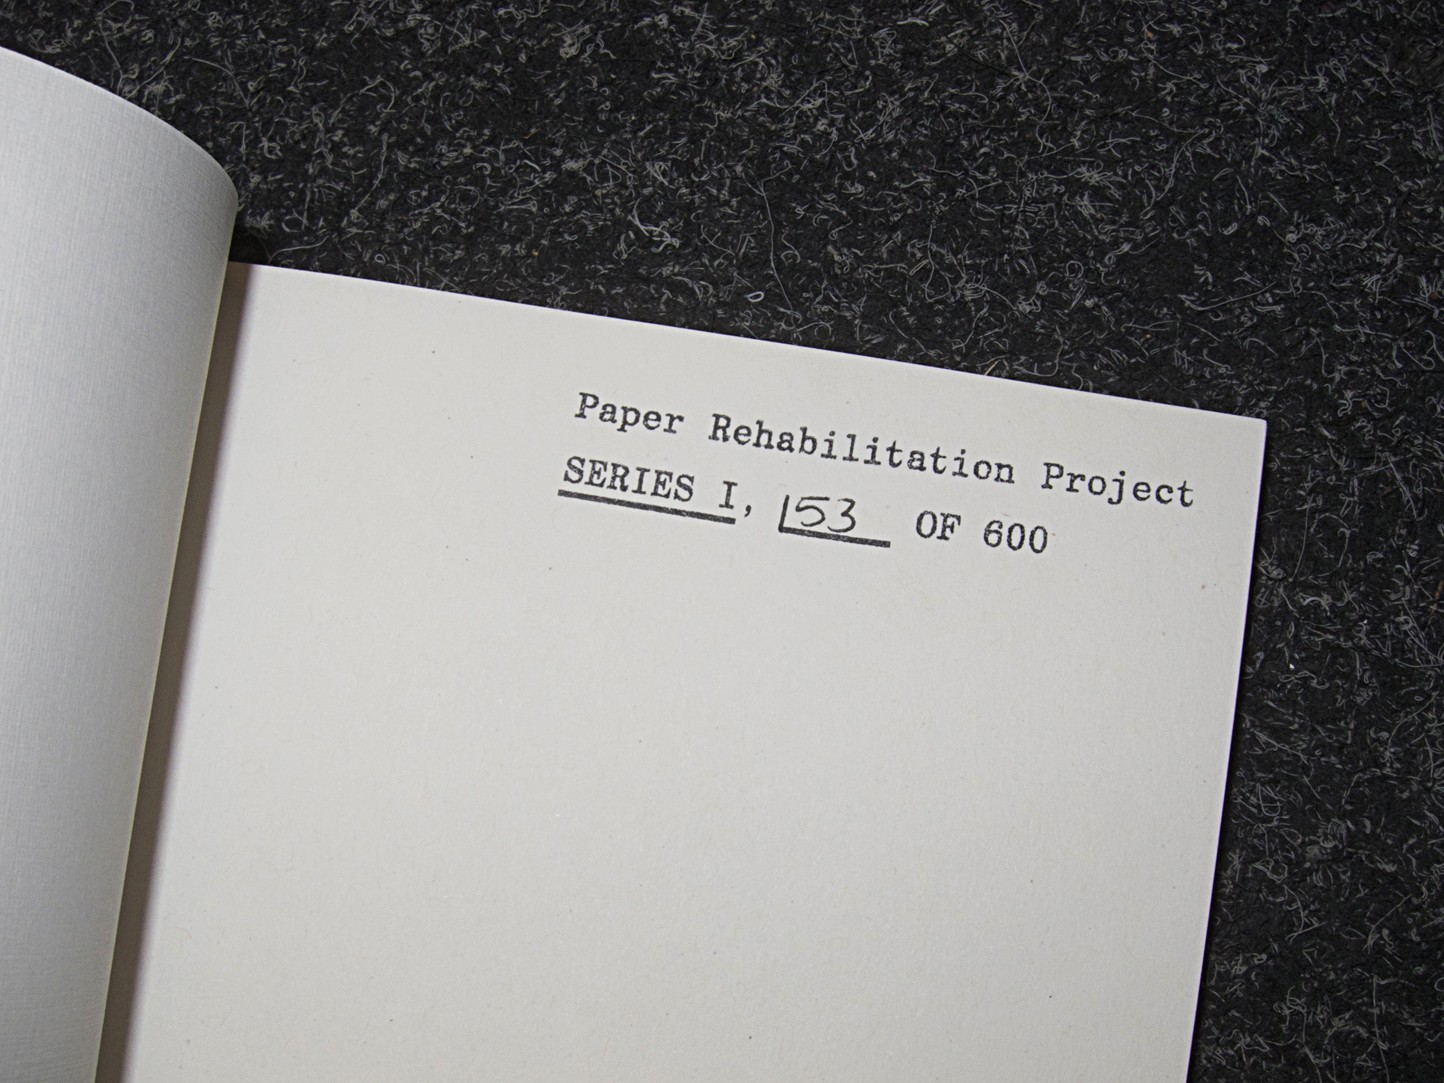 Paper Rehabilitation Project
SERIES I, 153 OF 600